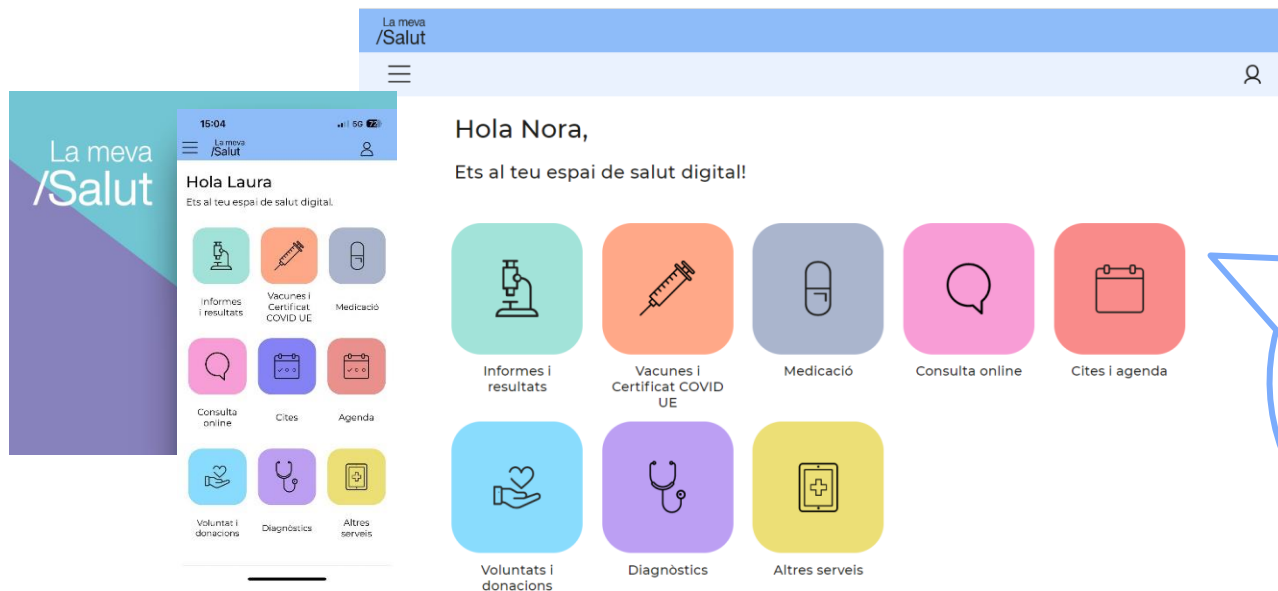 La meva
/Salut
Hola Nora,
Ets al teu espai de salut digital!
Informes i
resultats
Vacunes i
Certificat COVID
UE
Medicació
Consulta online
Cites i agenda
Voluntats i
donacions
Diagnòstics
Altres serveis
La meva
/Salut
15:04
5G 72
La meva
/Salut
Hola Laura
Ets al teu espai de salut digital.
Informes
i resultats
Vacunes i
Certificat
COVID UE
Medicació
Consulta
online
Cites
Agenda
Voluntat i
donacions
Diagnòstics
Altres
serveis